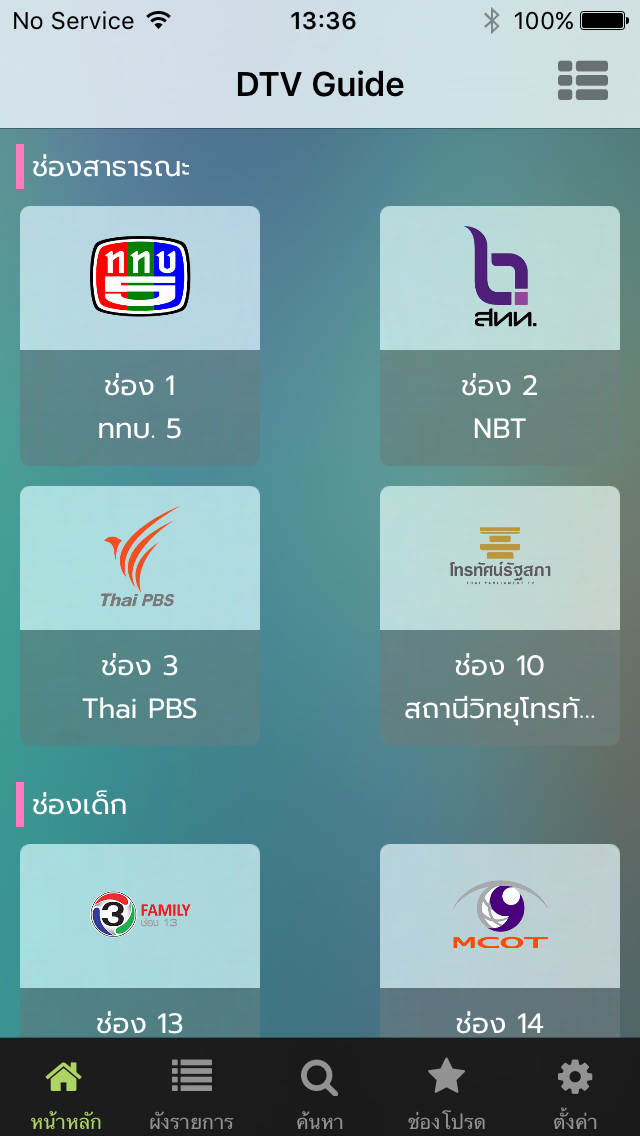 No Service 13:36 100%
DTV Guide
ช่องสาธารณะ
ททบ
5
สทท.
ช่อง 1
ททบ. 5
ช่อง 2
NBT
Thai PBS
โทรทัศน์รัฐสภา
THAI PARLIAMENT TV
ช่อง 3
Thai PBS
ช่อง 10
สถานีวิทยุโทรทั...
ช่องเด็ก
3 FAMILY
ช่อง 13
9
MCOT
ช่อง 13
ช่อง 14
หน้าหลัก ผังรายการ ค้นหา ช่องโปรด ตั้งค่า